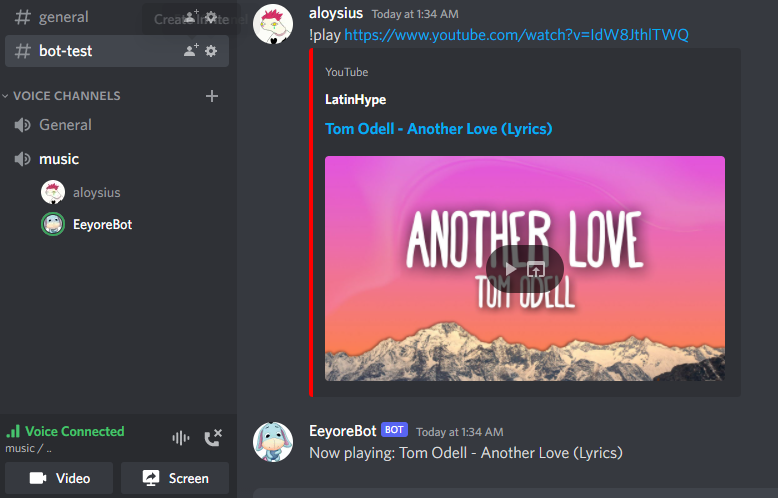 # general
Create Invite
# bot-test
VOICE CHANNELS
General
music
aloysius
EeyoreBot
Voice Connected
music / ..
Video
Screen
aloysius Today at 1:34 AM
!play https://www.youtube.com/watch?v=IdW8JthlTWQ
YouTube
LatinHype
Tom Odell - Another Love (Lyrics)
ANOTHER LOVE
TOM ODELL
EeyoreBot BOT Today at 1:34 AM
Now playing: Tom Odell - Another Love (Lyrics)